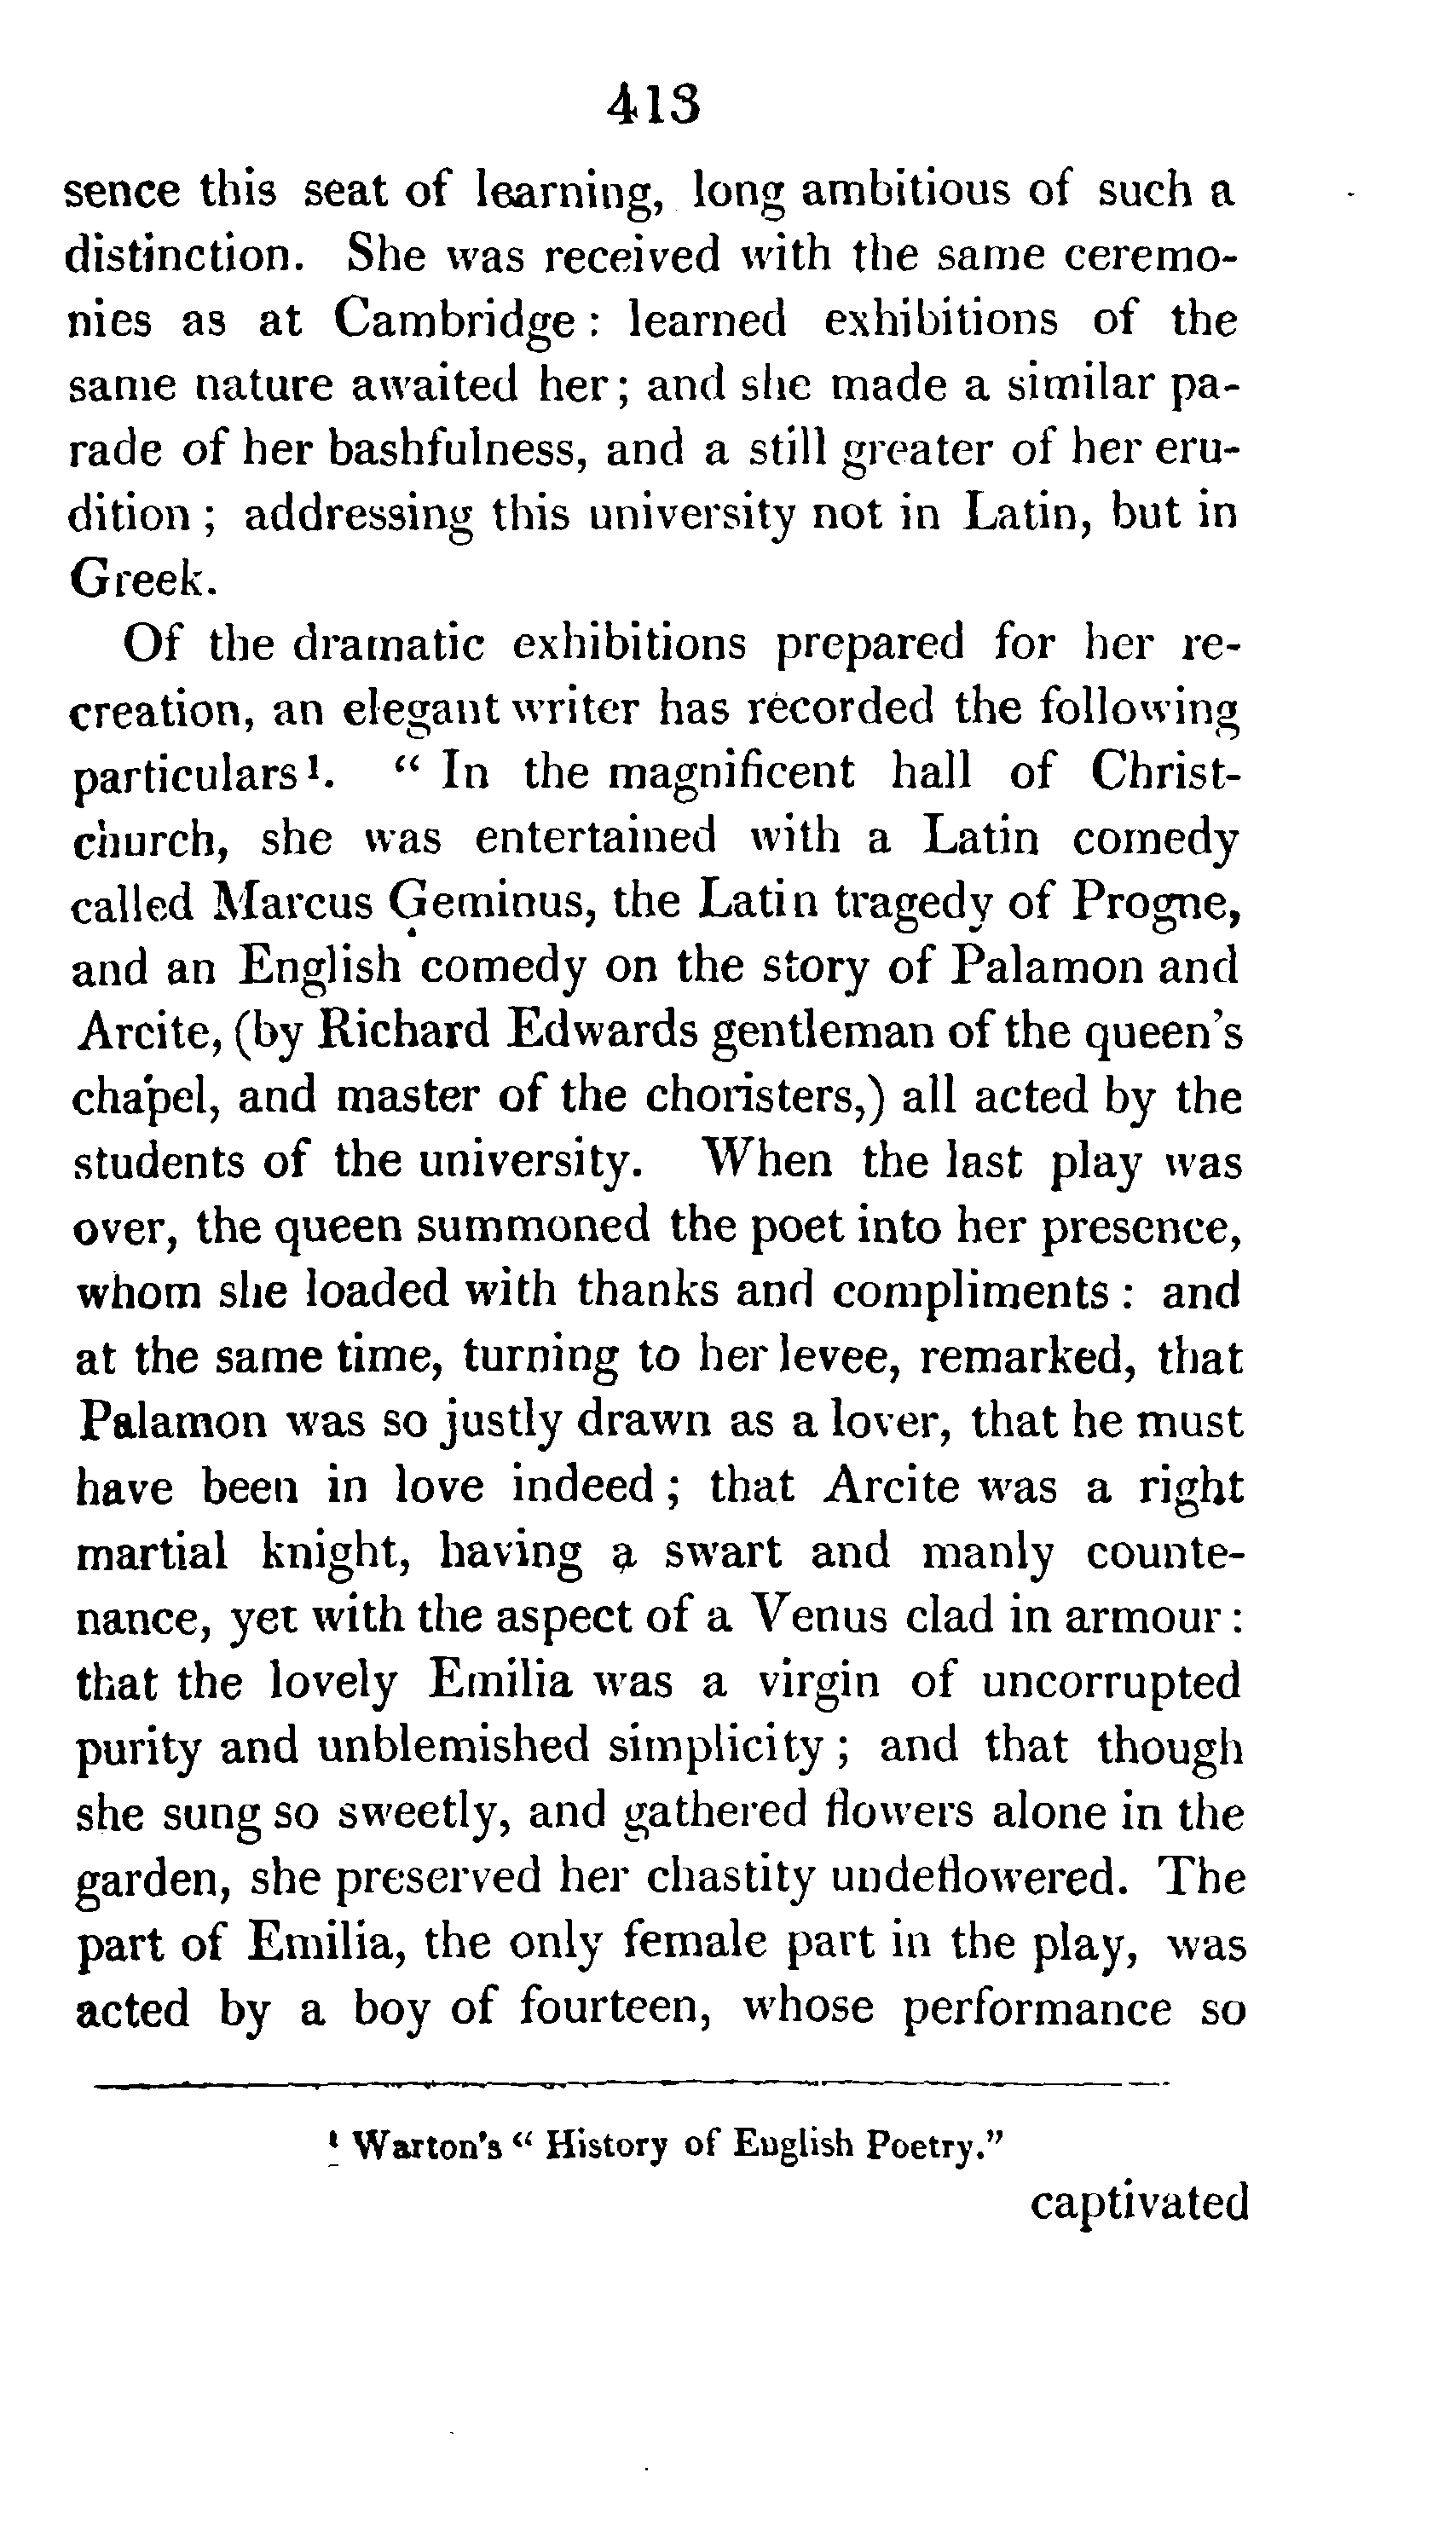 413
sence this seat of learning, long ambitious of such a
distinction. She was received with the same ceremo-
nies as at Cambridge : learned exhibitions of the
same nature awaited her ; and she made a similar pa-
rade of her bashfulness, and a still greater of her eru-
dition ; addressing this university not in Latin, but in
Greek.
Of the dramatic exhibitions prepared for her re-
creation, an elegant writer has recorded the following
particulars ¹. “ In the magnificent hall of Christ-
church, she was entertained with a Latin comedy
called Marcus Geminus, the Latin tragedy of Progne,
and an English comedy on the story of Palamon and
Arcite, (by Richard Edwards gentleman of the queen's
chapel, and master of the choristers,) all acted by the
students of the university. When the last play was
over, the queen summoned the poet into her presence,
whom she loaded with thanks and compliments : and
at the same time, turning to her levee, remarked, that
Palamon was so justly drawn as a lover, that he must
have been in love indeed ; that Arcite was a right
martial knight, having a swart and manly counte-
nance, yet with the aspect of a Venus clad in armour :
that the lovely Emilia was a virgin of uncorrupted
purity and unblemished simplicity ; and that though
she sung so sweetly, and gathered flowers alone in the
garden, she preserved her chastity undeflowered. The
part of Emilia, the only female part in the play, was
acted by a boy of fourteen, whose performance so
¹ Warton's “ History of English Poetry.”
captivated